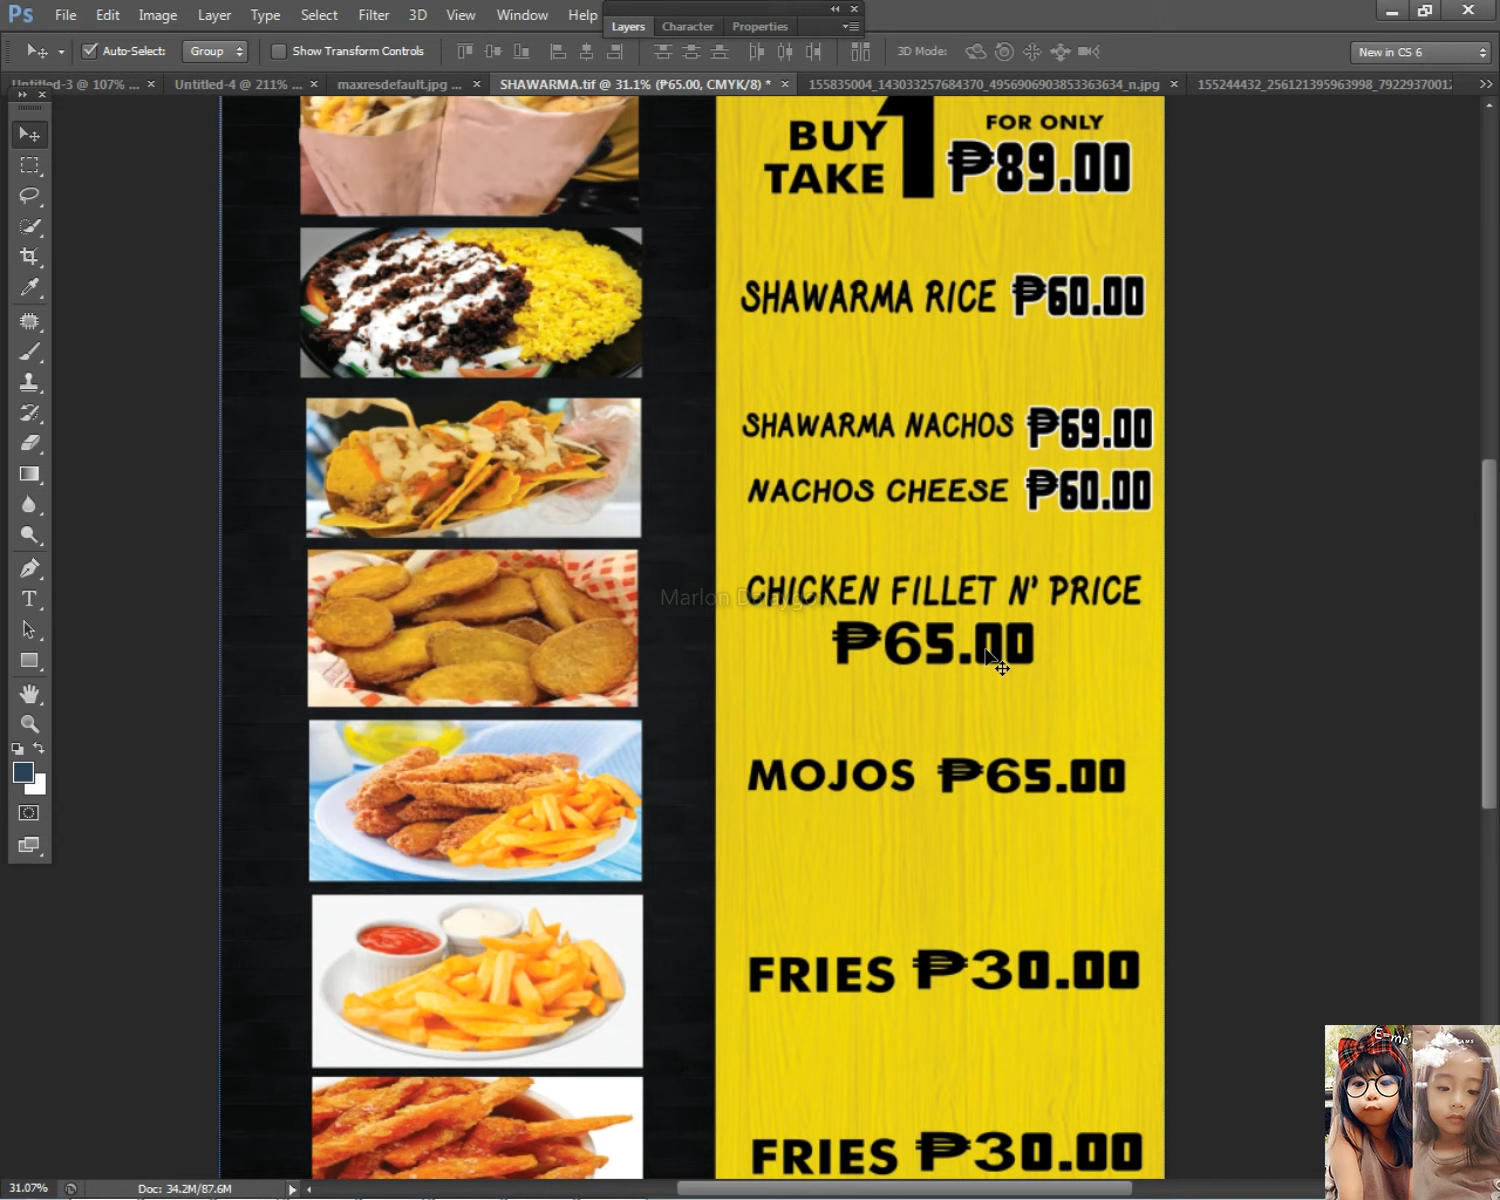 Ps File Edit Image Layer Type Select Filter 3D View Window Help
Layers Character Properties
Auto-Select: Group Show Transform Controls 3D Mode: New in CS 6
Untitled-3 @ 107% ... × Untitled-4 @ 211% ... × maxresdefault.jpg ... × SHAWARMA.tif @ 31.1% (₱65.00, CMYK/8) * × 155835004_143033257684370_4956906903853363634_n.jpg ×
BUY 1
TAKE
FOR ONLY
₱89.00
SHAWARMA RICE ₱60.00
SHAWARMA NACHOS ₱69.00
NACHOS CHEESE ₱60.00
CHICKEN FILLET N' PRICE
₱65.00
Marlon
MOJOS ₱65.00
FRIES ₱30.00
FRIES ₱30.00
31.07% Doc: 34.2M/87.6M